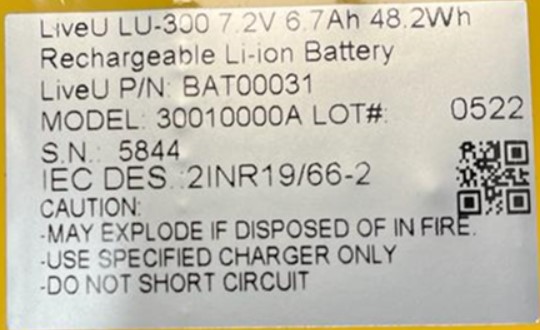 LiveU LU-300 7.2V 6.7Ah 48.2Wh
Rechargeable Li-ion Battery
LiveU P/N: BAT00031
MODEL: 30010000A LOT#: 0522
S.N.: 5844
IEC DES.:2INR19/66-2
CAUTION:
-MAY EXPLODE IF DISPOSED OF IN FIRE.
-USE SPECIFIED CHARGER ONLY
-DO NOT SHORT CIRCUIT